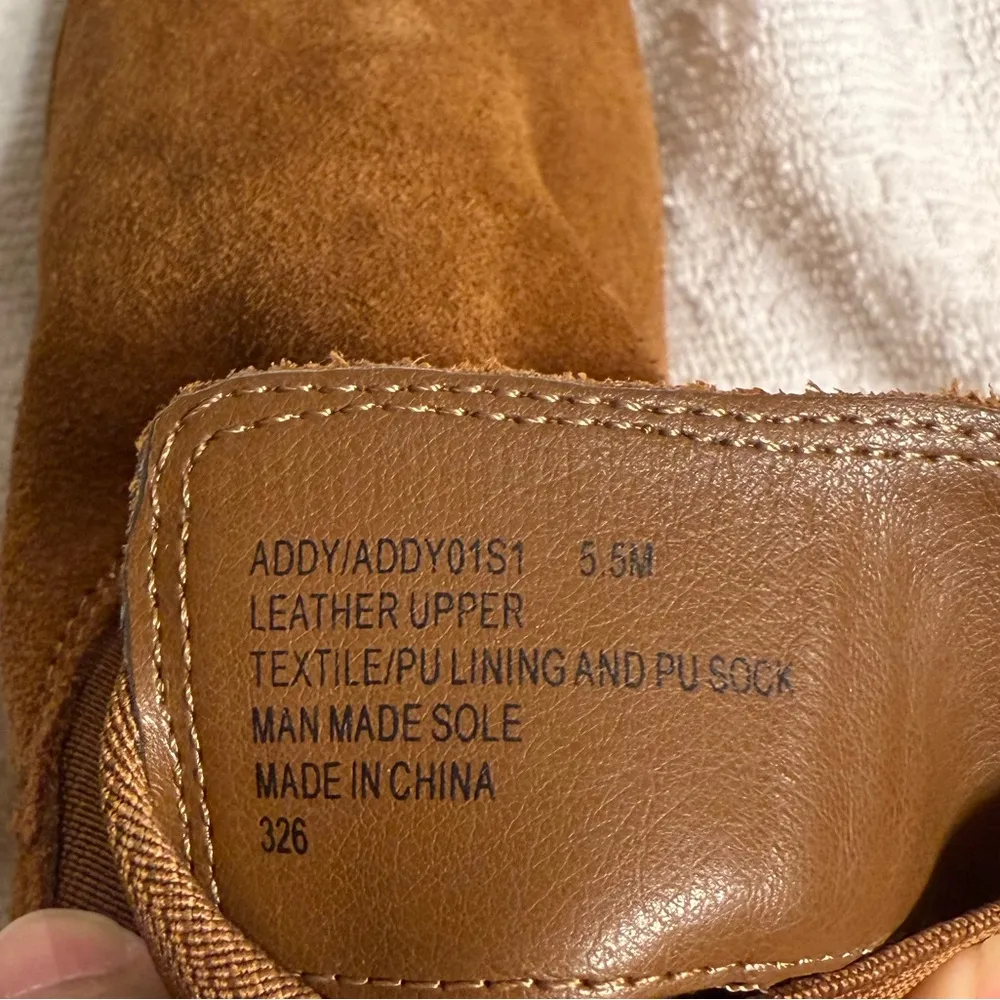 ADDY/ADDY01S1 5.5M
LEATHER UPPER
TEXTILE/PU LINING AND PU SOCK
MAN MADE SOLE
MADE IN CHINA
326